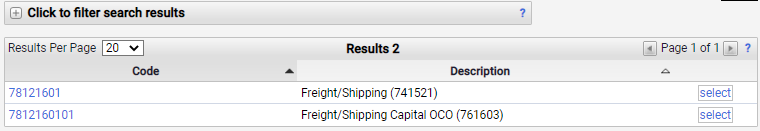 Click to filter search results ?
Results Per Page 20 Results 2 Page 1 of 1 ?
Code Description
78121601 Freight/Shipping (741521) select
7812160101 Freight/Shipping Capital OCO (761603) select